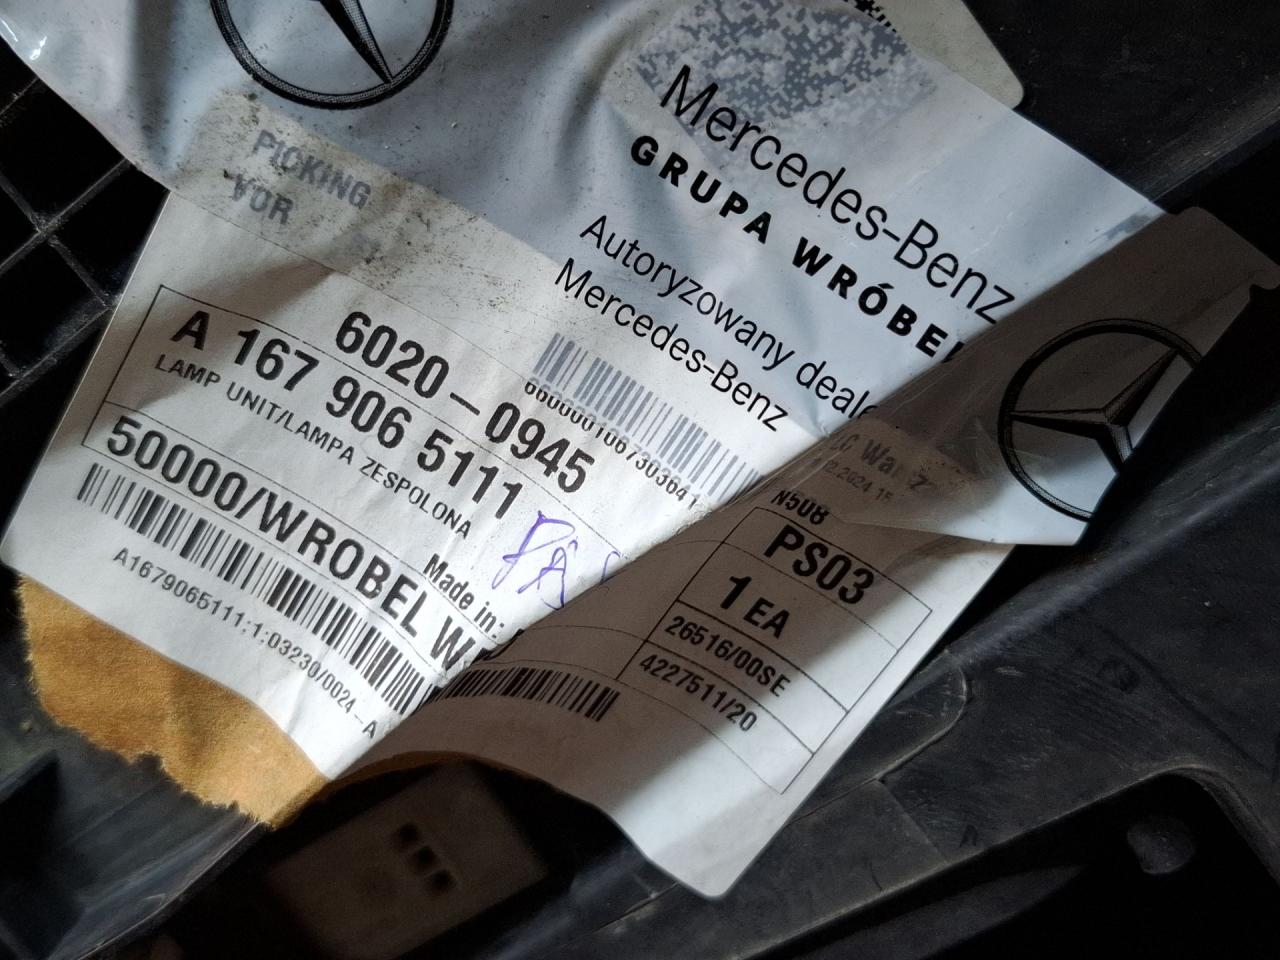 Mercedes-Benz
GRUPA WRÓBEL
Autoryzowany dealer
Mercedes-Benz
PICKING
VOR
6020-0945
6600001067303641
A 167 906 5111
LAMP UNIT/LAMPA ZESPOLONA
50000/WROBEL W
Made in:
A1679065111;1;03230/0024-A
N508
PS03
1 EA
26516/00SE
4227511/20